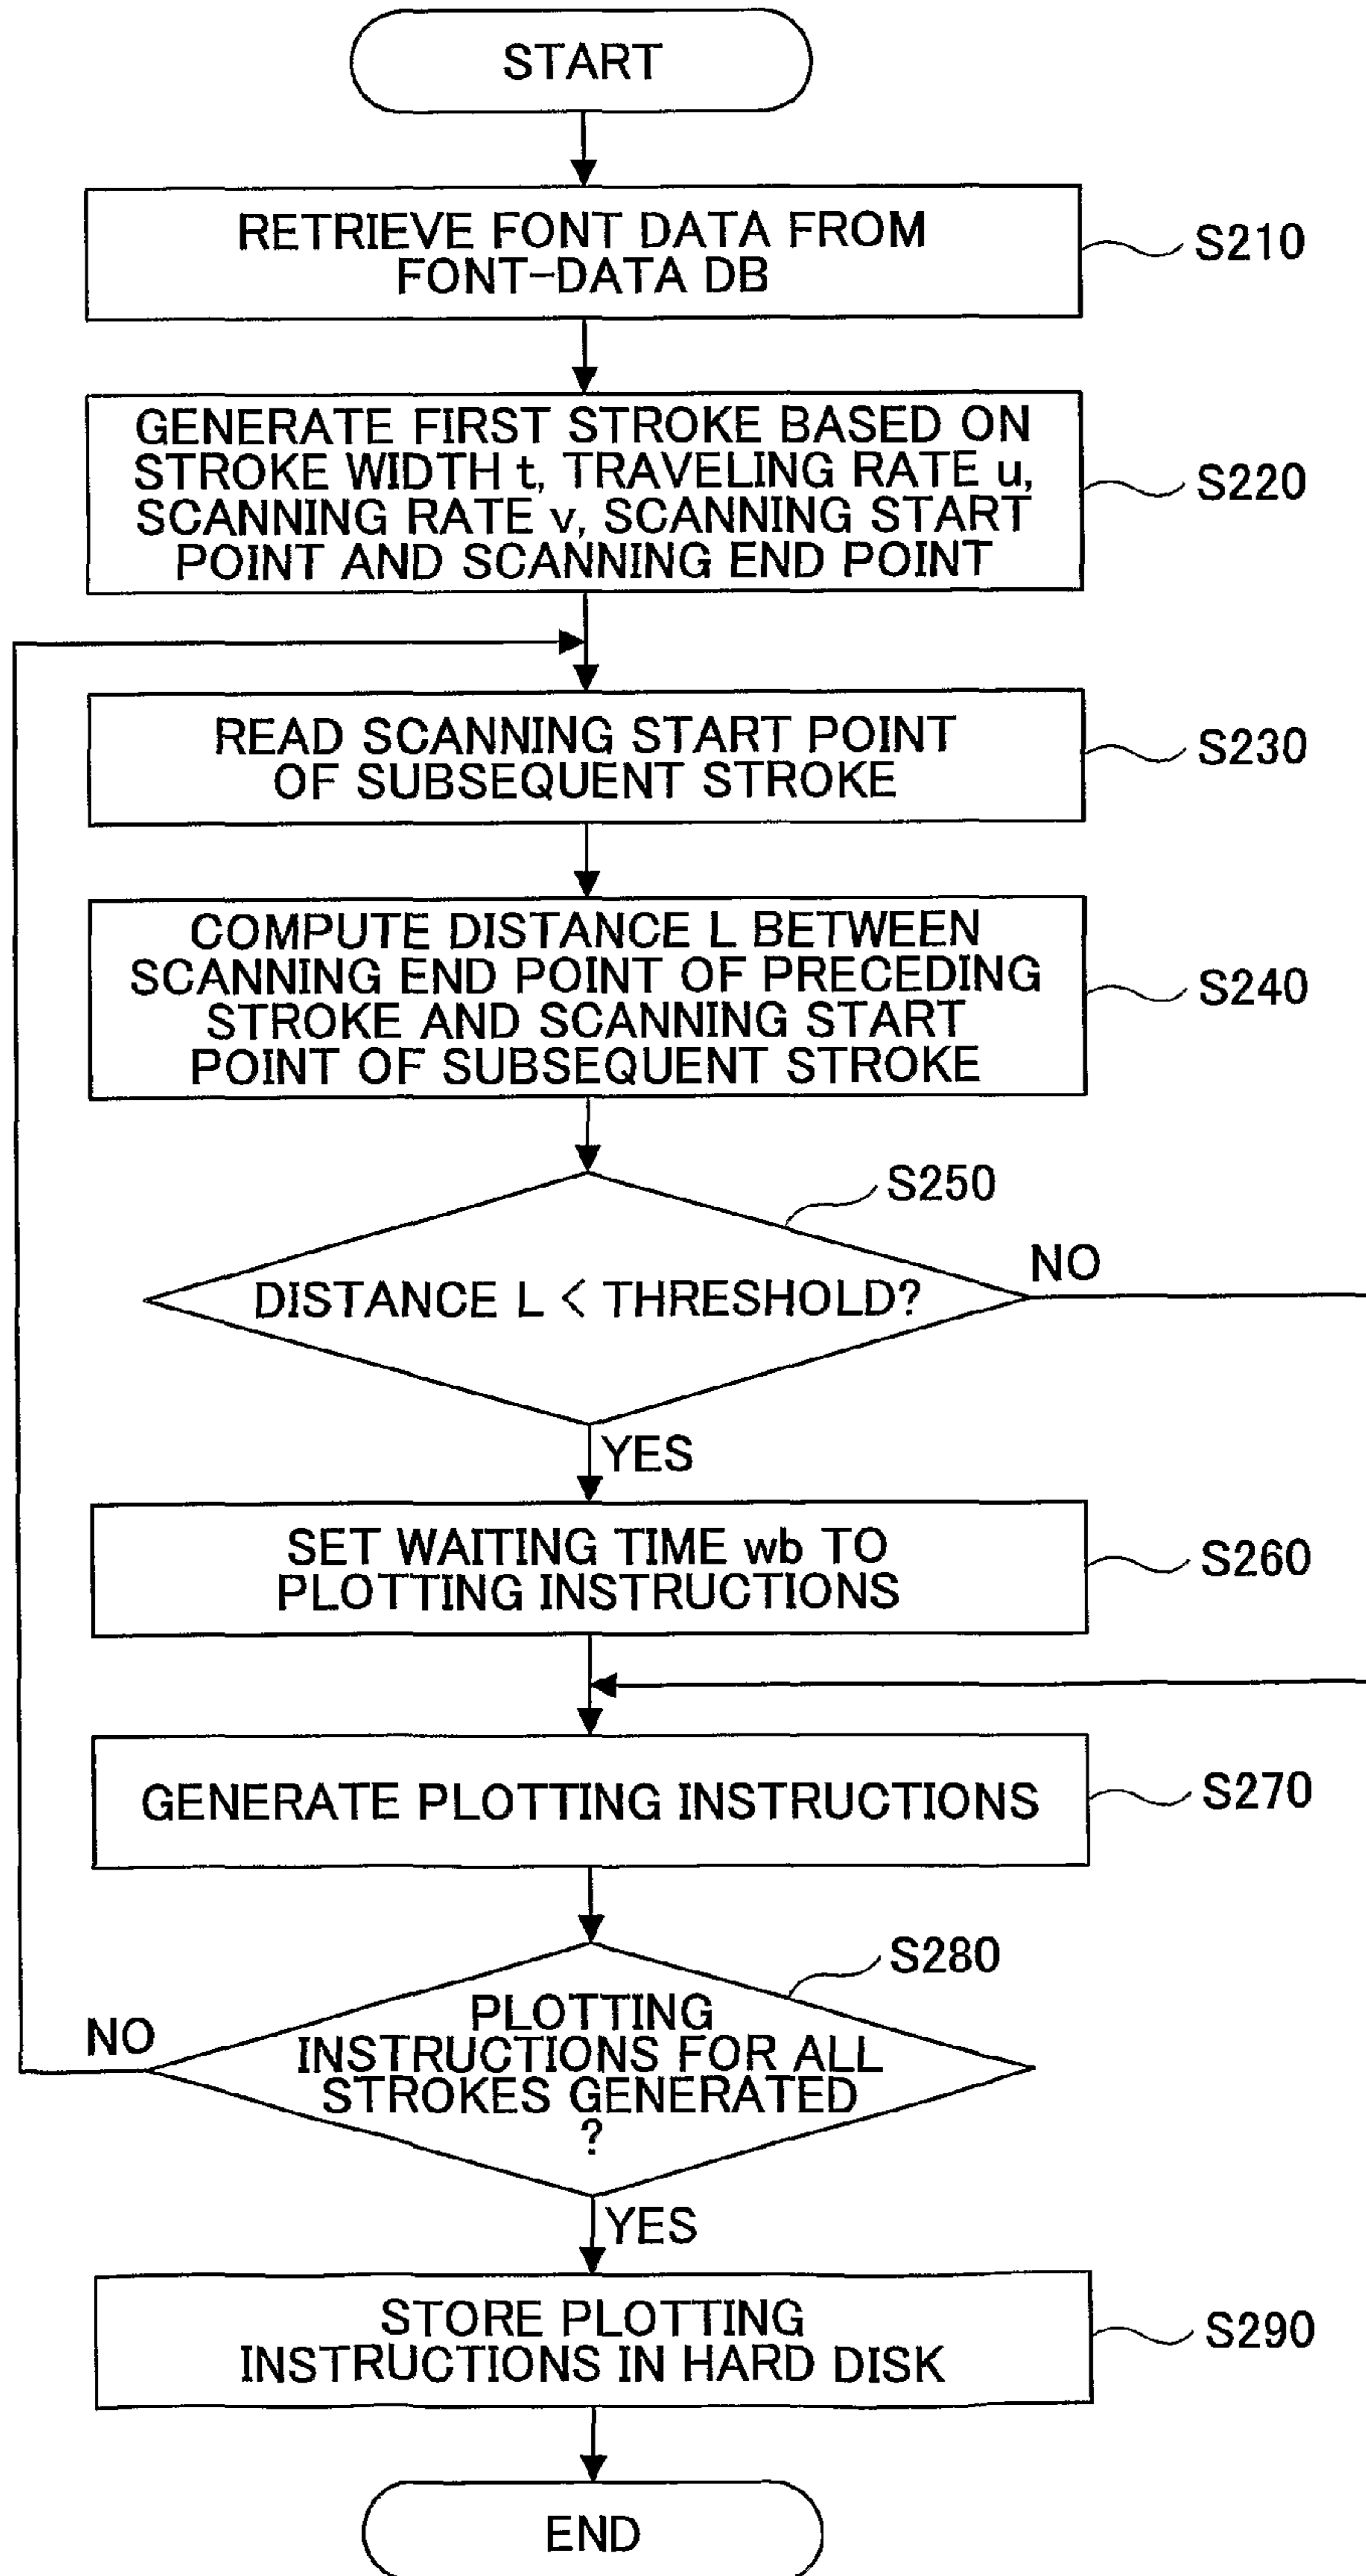 START
RETRIEVE FONT DATA FROM
FONT-DATA DB
S210
GENERATE FIRST STROKE BASED ON
STROKE WIDTH t, TRAVELING RATE u,
SCANNING RATE v, SCANNING START
POINT AND SCANNING END POINT
S220
READ SCANNING START POINT
OF SUBSEQUENT STROKE
S230
COMPUTE DISTANCE L BETWEEN
SCANNING END POINT OF PRECEDING
STROKE AND SCANNING START
POINT OF SUBSEQUENT STROKE
S240
S250
DISTANCE L < THRESHOLD?
NO
YES
SET WAITING TIME wb TO
PLOTTING INSTRUCTIONS
S260
GENERATE PLOTTING INSTRUCTIONS
S270
S280
PLOTTING
INSTRUCTIONS FOR ALL
STROKES GENERATED
?
NO
YES
STORE PLOTTING
INSTRUCTIONS IN HARD DISK
S290
END